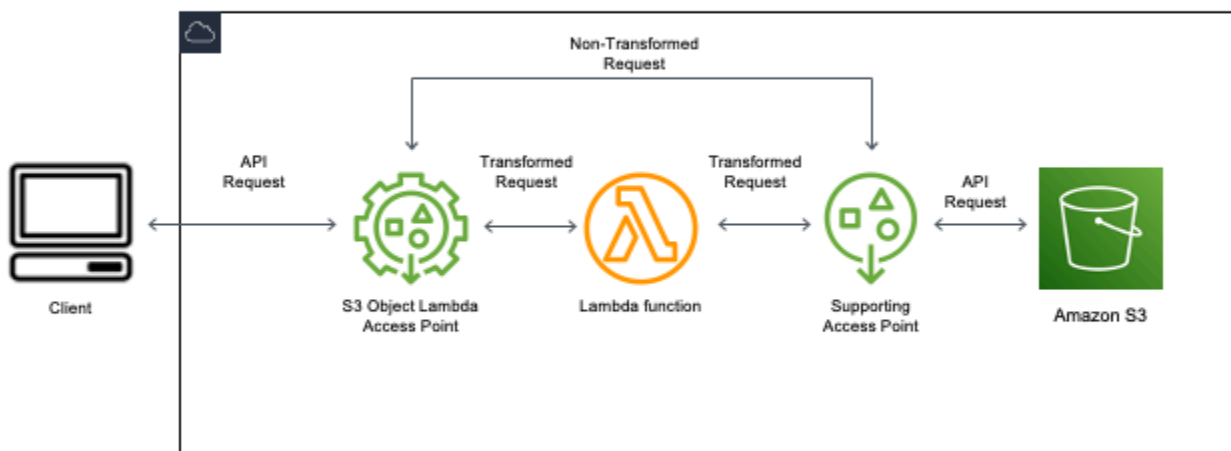 Non-Transformed
Request
API
Request
Transformed
Request
Transformed
Request
API
Request
Client
S3 Object Lambda
Access Point
Lambda function
Supporting
Access Point
Amazon S3